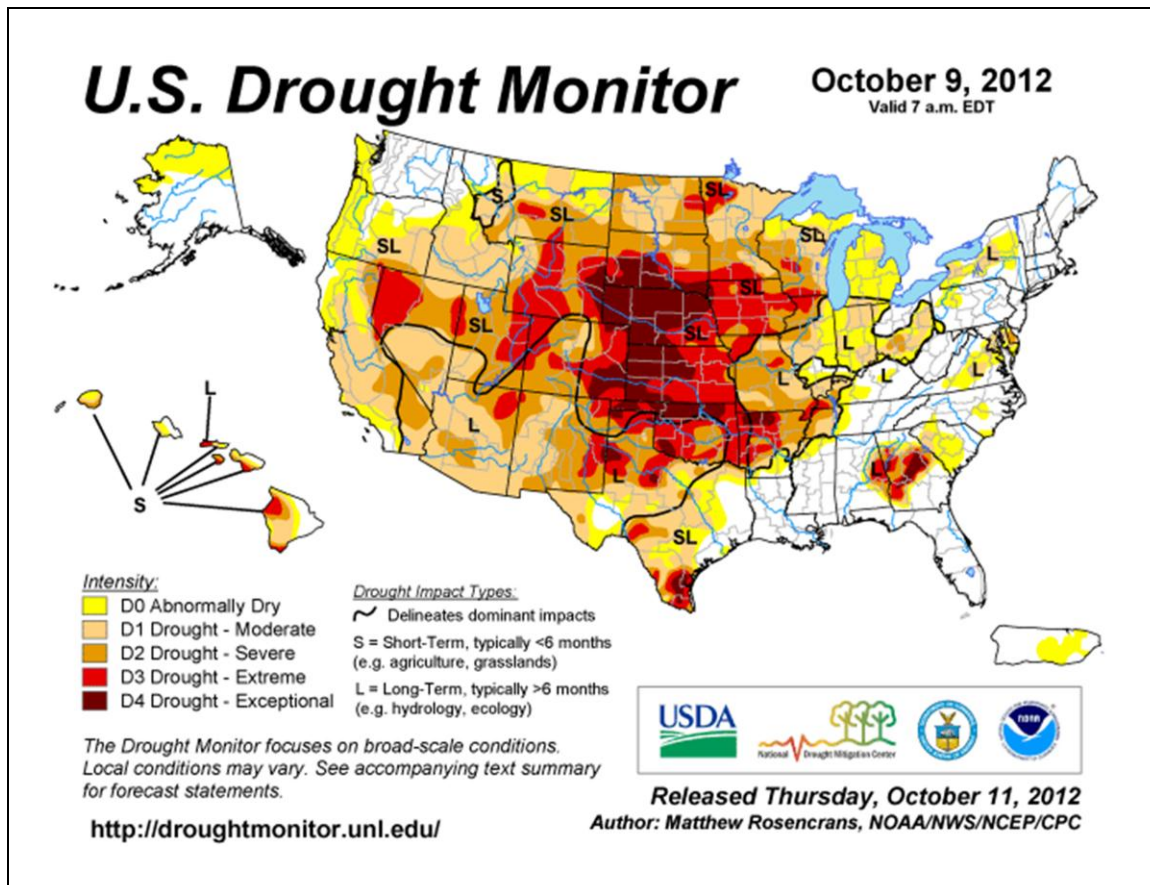 U.S. Drought Monitor
October 9, 2012
Valid 7 a.m. EDT
S
SL
SL
SL
SL
L
SL
SL
SL
L
L
L
L
L
L
L
SL
L
L
S
Intensity:
D0 Abnormally Dry
D1 Drought - Moderate
D2 Drought - Severe
D3 Drought - Extreme
D4 Drought - Exceptional
Drought Impact Types:
Delineates dominant impacts
S = Short-Term, typically <6 months
(e.g. agriculture, grasslands)
L = Long-Term, typically >6 months
(e.g. hydrology, ecology)
The Drought Monitor focuses on broad-scale conditions.
Local conditions may vary. See accompanying text summary
for forecast statements.
http://droughtmonitor.unl.edu/
USDA
National Drought Mitigation Center
noaa
Released Thursday, October 11, 2012
Author: Matthew Rosencrans, NOAA/NWS/NCEP/CPC